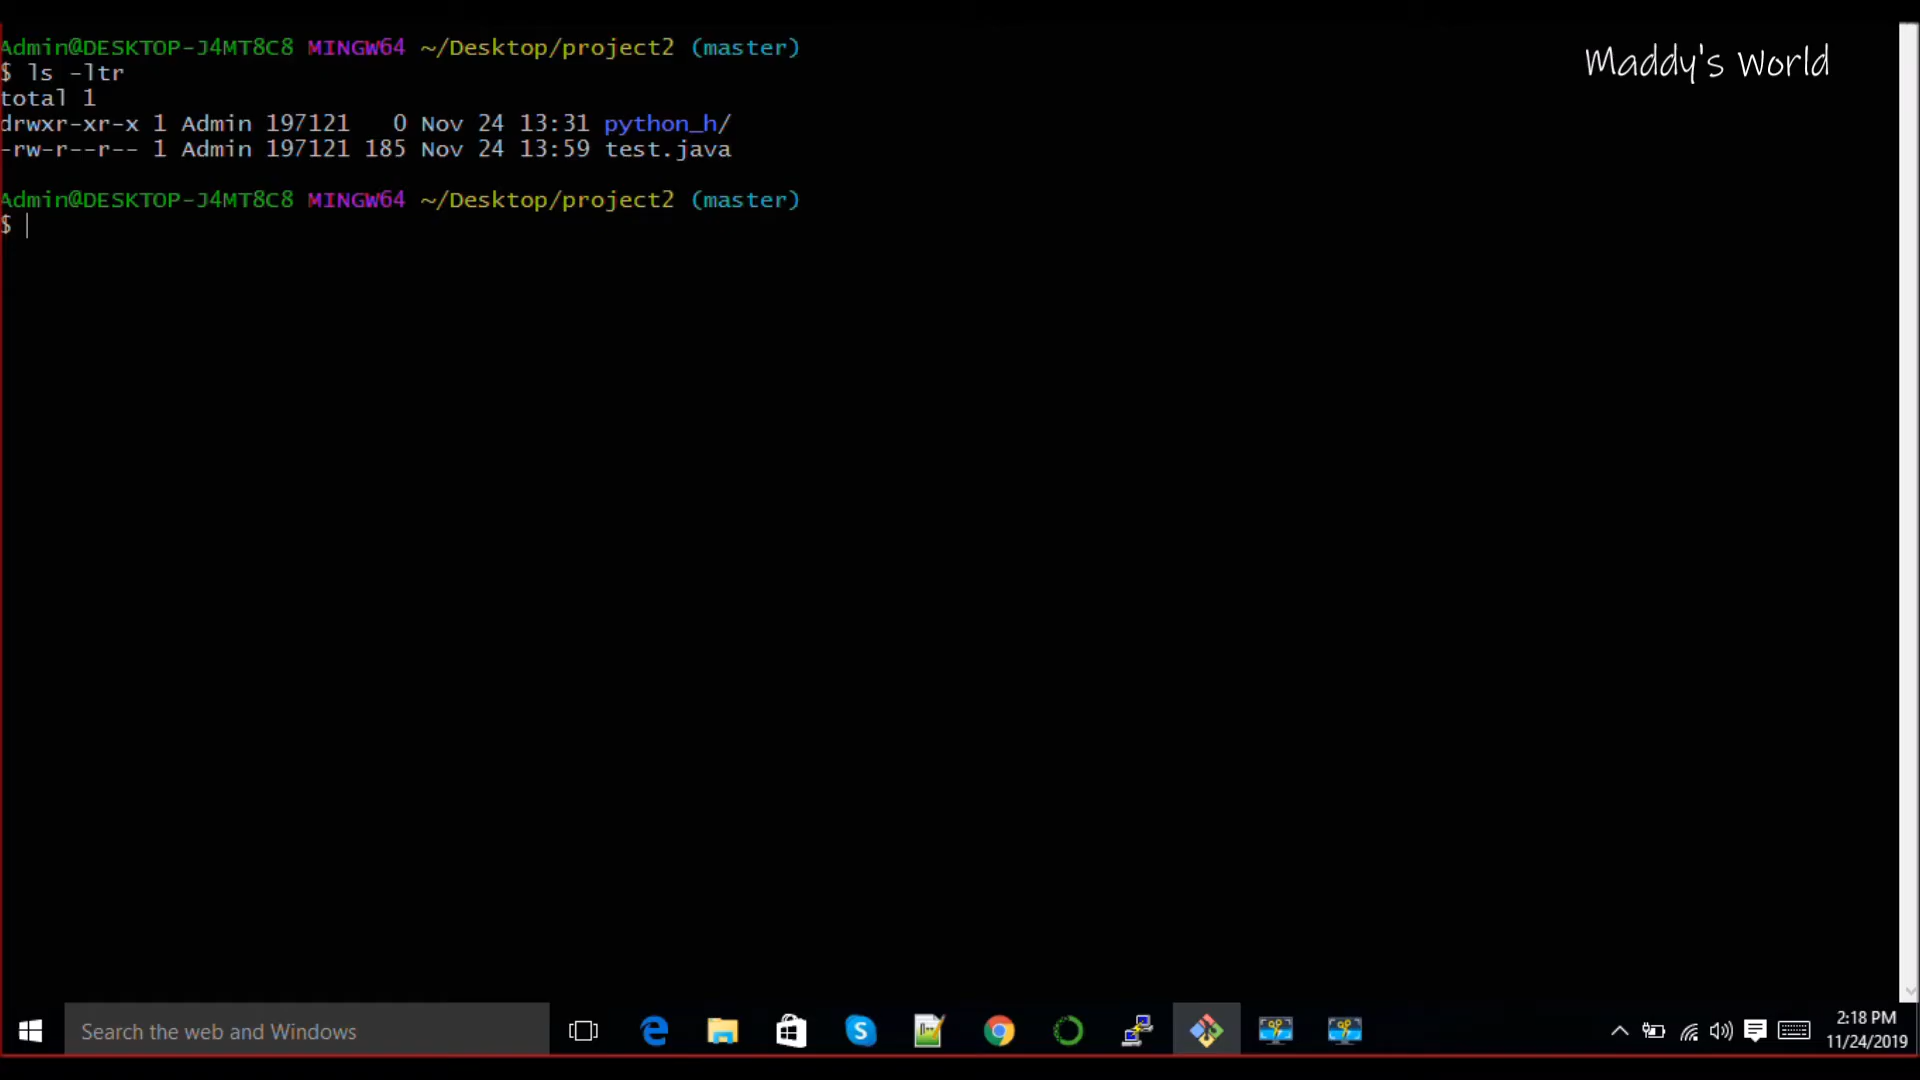 Admin@DESKTOP-J4MT8C8 MINGW64 ~/Desktop/project2 (master)
Maddy's World
$ ls -ltr
total 1
drwxr-xr-x 1 Admin 197121   0 Nov 24 13:31 python_h/
-rw-r--r-- 1 Admin 197121 185 Nov 24 13:59 test.java
Admin@DESKTOP-J4MT8C8 MINGW64 ~/Desktop/project2 (master)
$
Search the web and Windows
2:18 PM
11/24/2019